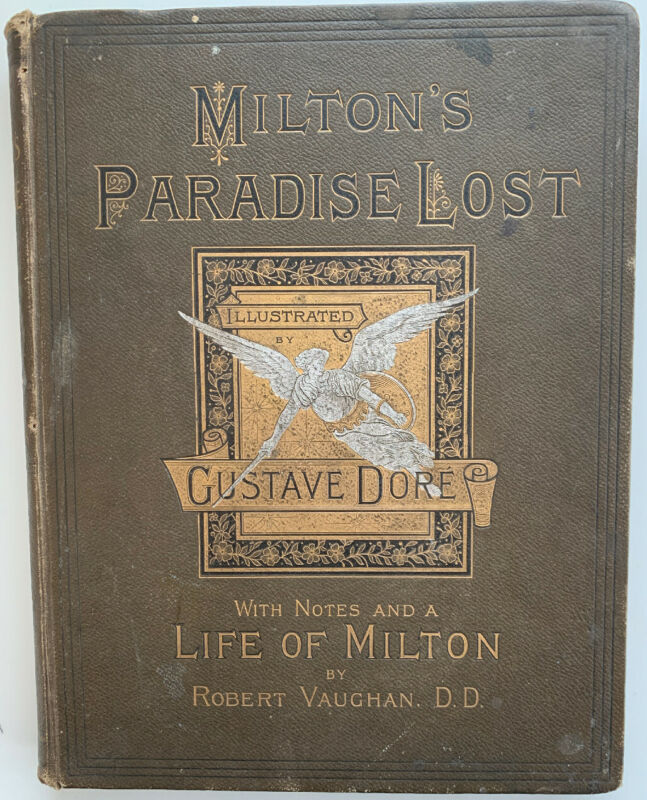 MILTON'S
PARADISE LOST
ILLUSTRATED
BY
GUSTAVE DORÉ
WITH NOTES AND A
LIFE OF MILTON
BY
ROBERT VAUGHAN. D.D.